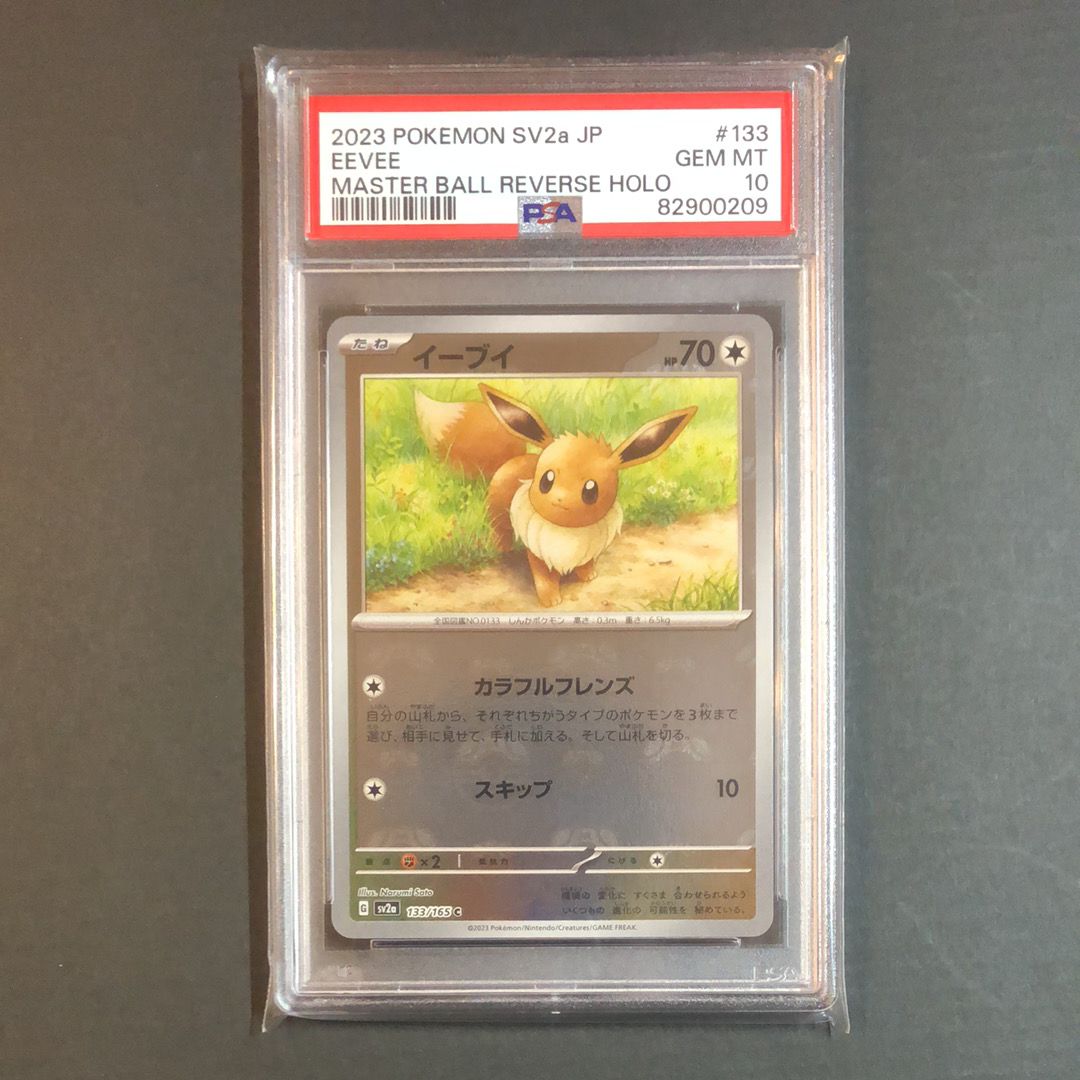 2023 POKEMON SV2a JP #133
EEVEE GEM MT
MASTER BALL REVERSE HOLO 10
PSA 82900209
たね イーブイ HP70
全国図鑑NO.0133 しんかポケモン 高さ:0.3m 重さ:6.5kg
カラフルフレンズ
自分の山札から、それぞれちがうタイプのポケモンを3枚まで
選び、相手に見せて、手札に加える。そして山札を切る。
スキップ 10
弱点 ×2 抵抗力 にげる
Illus. Narumi Sato
環境の変化に すぐさま 合わせられるよう
いくつもの 進化の 可能性を 秘めている。
G sv2a 133/165 C
©2023 Pokémon/Nintendo/Creatures/GAME FREAK.